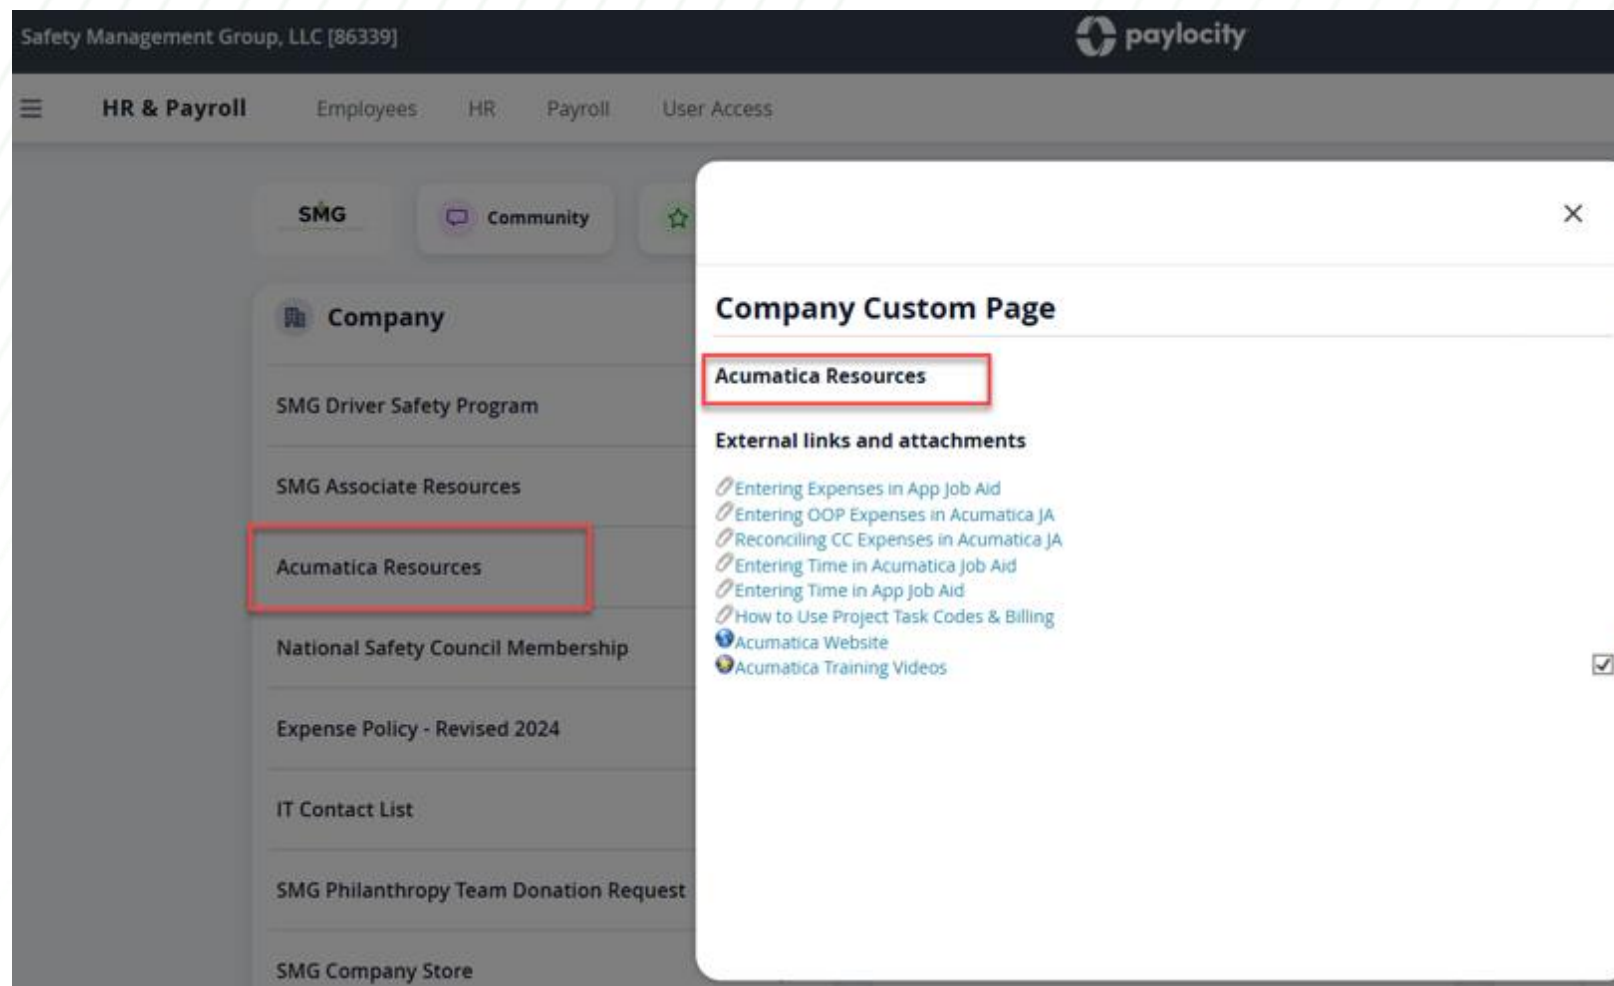 Safety Management Group, LLC [86339]
paylocity
HR & Payroll Employees HR Payroll User Access
SMG
Community
Company
SMG Driver Safety Program
SMG Associate Resources
Acumatica Resources
National Safety Council Membership
Expense Policy - Revised 2024
IT Contact List
SMG Philanthropy Team Donation Request
SMG Company Store
Company Custom Page
Acumatica Resources
External links and attachments
Entering Expenses in App Job Aid
Entering OOP Expenses in Acumatica JA
Reconciling CC Expenses in Acumatica JA
Entering Time in Acumatica Job Aid
Entering Time in App Job Aid
How to Use Project Task Codes & Billing
Acumatica Website
Acumatica Training Videos